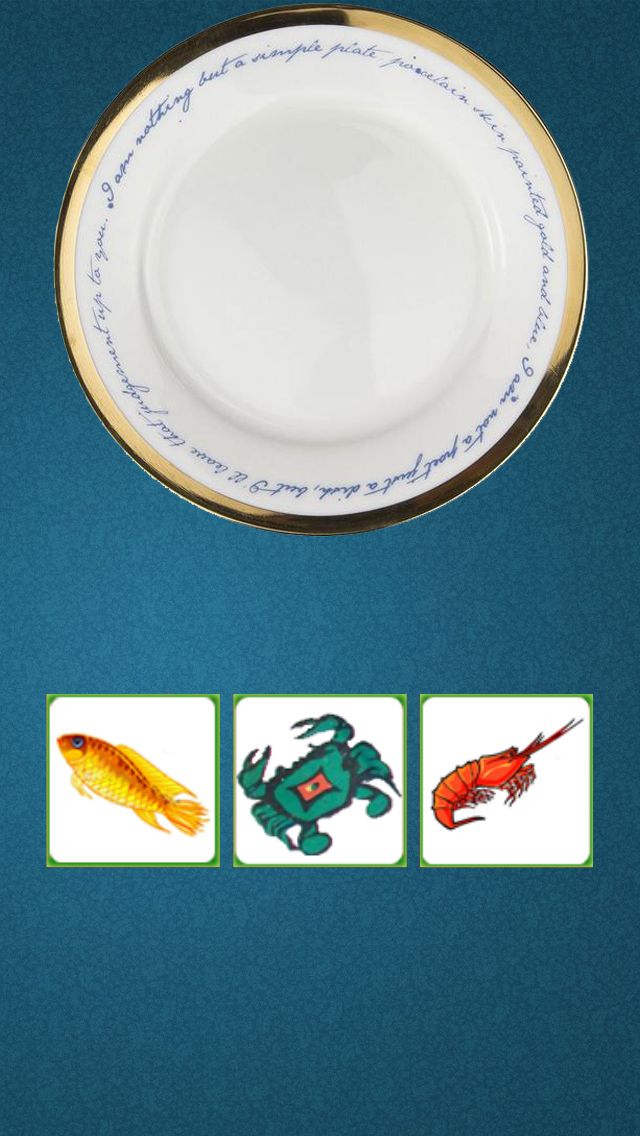 I am nothing but a simple plate, porcelain skin, painted gold and blue, I am not a poet just a dish, but I'll leave that judgement up to you.